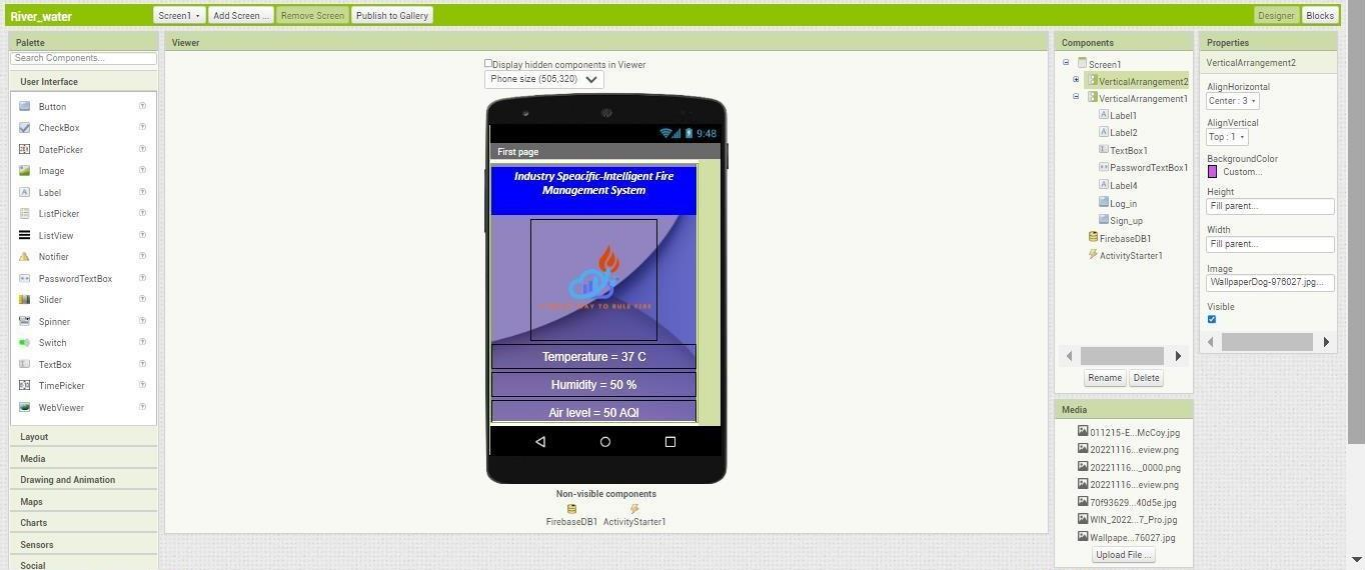 River_water
Screen1
Add Screen ...
Remove Screen
Publish to Gallery
Designer
Blocks
Palette
Search Components...
User Interface
Button
CheckBox
DatePicker
Image
Label
ListPicker
ListView
Notifier
PasswordTextBox
Slider
Spinner
Switch
TextBox
TimePicker
WebViewer
Layout
Media
Drawing and Animation
Maps
Charts
Sensors
Social
Viewer
Display hidden components in Viewer
Phone size (505,320)
9:48
First page
Industry Speacific-Intelligent Fire
Management System
WAY TO RULE FIRE
Temperature = 37 C
Humidity = 50 %
Air level = 50 AQI
Non-visible components
FirebaseDB1
ActivityStarter1
Components
Screen1
VerticalArrangement2
VerticalArrangement1
Label1
Label2
TextBox1
PasswordTextBox1
Label4
Log_in
Sign_up
FirebaseDB1
ActivityStarter1
Rename
Delete
Media
011215-E...McCoy.jpg
20221116...eview.png
20221116..._0000.png
20221116...eview.png
70f93629...40d5e.jpg
WIN_2022...7_Pro.jpg
Wallpape...76027.jpg
Upload File ...
Properties
VerticalArrangement2
AlignHorizontal
Center : 3
AlignVertical
Top : 1
BackgroundColor
Custom...
Height
Fill parent...
Width
Fill parent...
Image
WallpaperDog-976027.jpg...
Visible